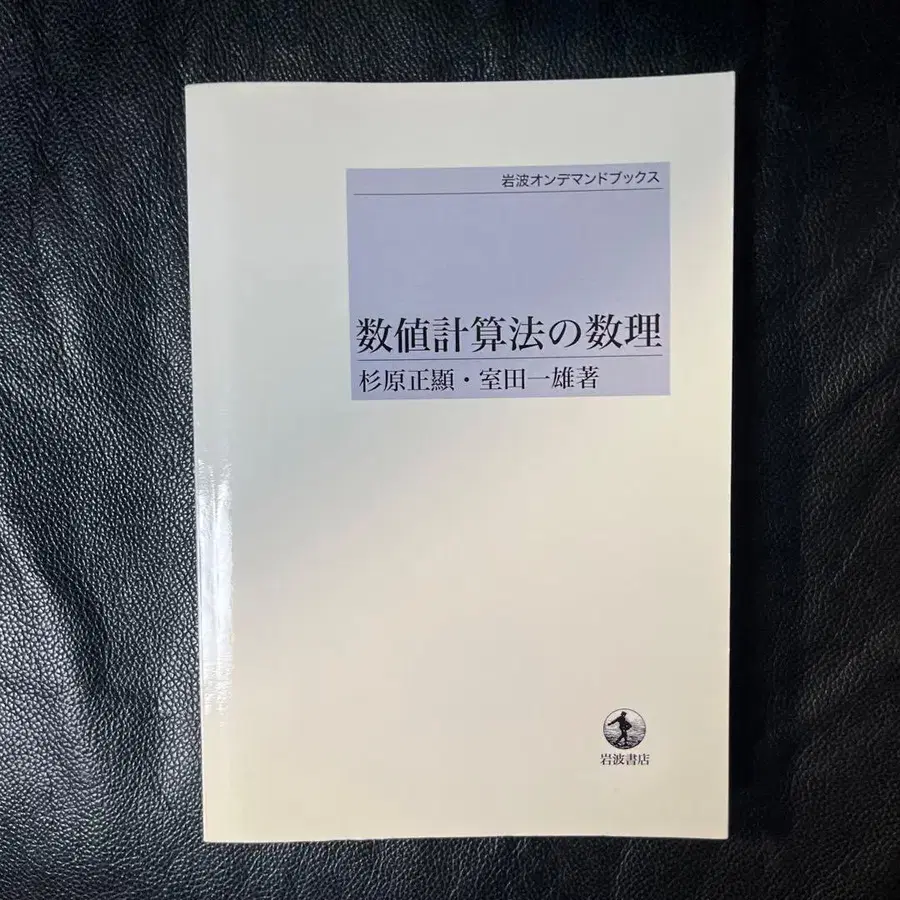 岩波オンデマンドブックス
数値計算法の数理
杉原正顯・室田一雄著
岩波書店